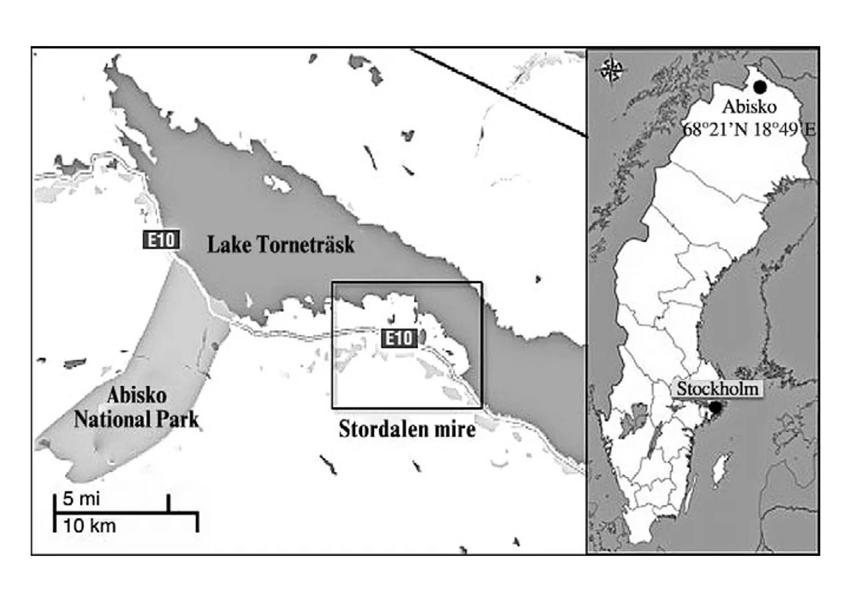 E10
Lake Torneträsk
E10
Abisko
National Park
Stordalen mire
5 mi
10 km
Abisko
68°21'N 18°49'E
Stockholm